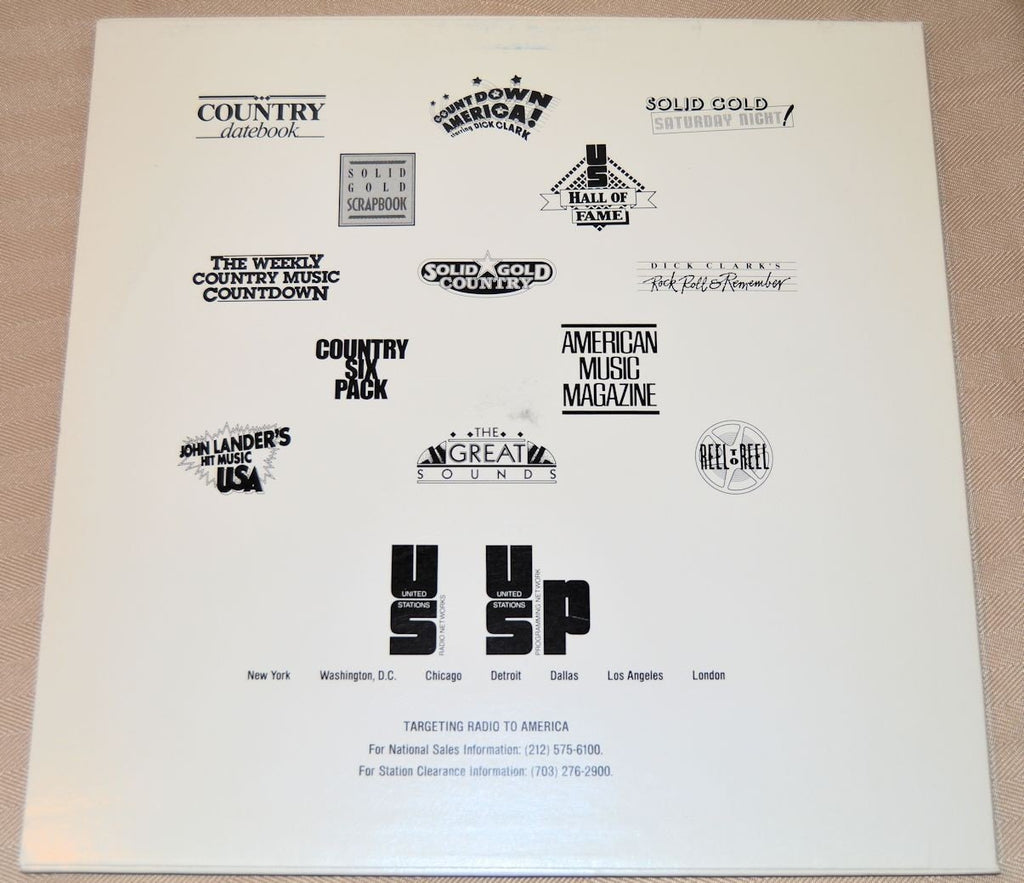 COUNTRY
datebook
COUNTDOWN
AMERICA!
starring DICK CLARK
SOLID GOLD
SATURDAY NIGHT!
SOLID
GOLD
SCRAPBOOK
US
HALL OF
FAME
THE WEEKLY
COUNTRY MUSIC
COUNTDOWN
SOLID GOLD
COUNTRY
DICK CLARK'S
Rock Roll & Remember
COUNTRY
SIX
PACK
AMERICAN
MUSIC
MAGAZINE
JOHN LANDER'S
HIT MUSIC
USA
THE
GREAT
SOUNDS
REEL TO REEL
US
UNITED
STATIONS
RADIO NETWORKS
USP
UNITED
STATIONS
PROGRAMMING NETWORK
New York Washington, D.C. Chicago Detroit Dallas Los Angeles London
TARGETING RADIO TO AMERICA
For National Sales Information: (212) 575-6100.
For Station Clearance Information: (703) 276-2900.